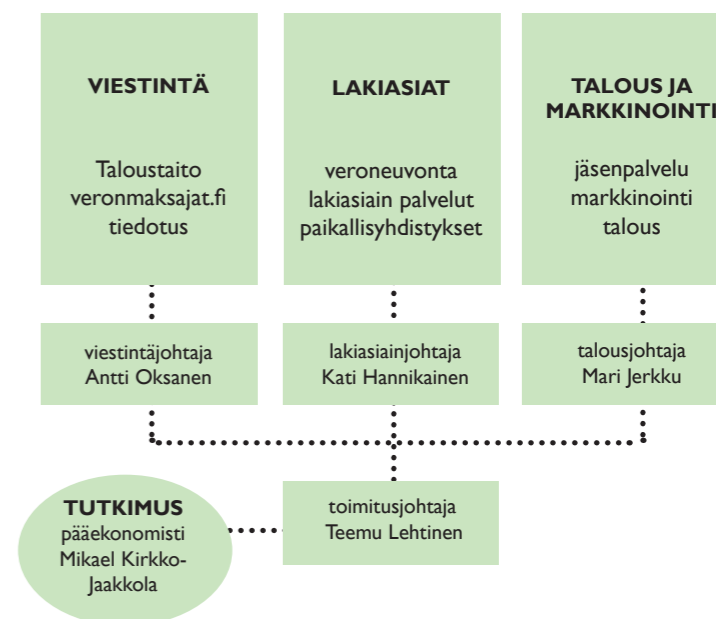 VIESTINTÄ
Taloustaito
veronmaksajat.fi
tiedotus
LAKIASIAT
veroneuvonta
lakiasiain palvelut
paikallisyhdistykset
TALOUS JA
MARKKINOINTI
jäsenpalvelu
markkinointi
talous
viestintäjohtaja
Antti Oksanen
lakiasiainjohtaja
Kati Hannikainen
talousjohtaja
Mari Jerkku
TUTKIMUS
pääekonomisti
Mikael Kirkko-
Jaakkola
toimitusjohtaja
Teemu Lehtinen